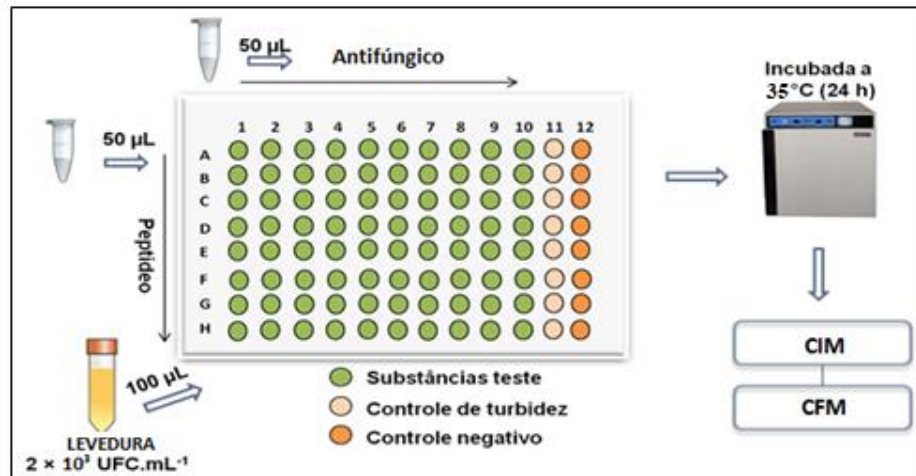 50 µL
Antifúngico
Incubada a
35°C (24 h)
50 µL
1 2 3 4 5 6 7 8 9 10 11 12
A
B
C
D
E
F
G
H
Peptídeo
100 µL
LEVEDURA
2 × 10³ UFC.mL⁻¹
Substâncias teste
Controle de turbidez
Controle negativo
CIM
CFM